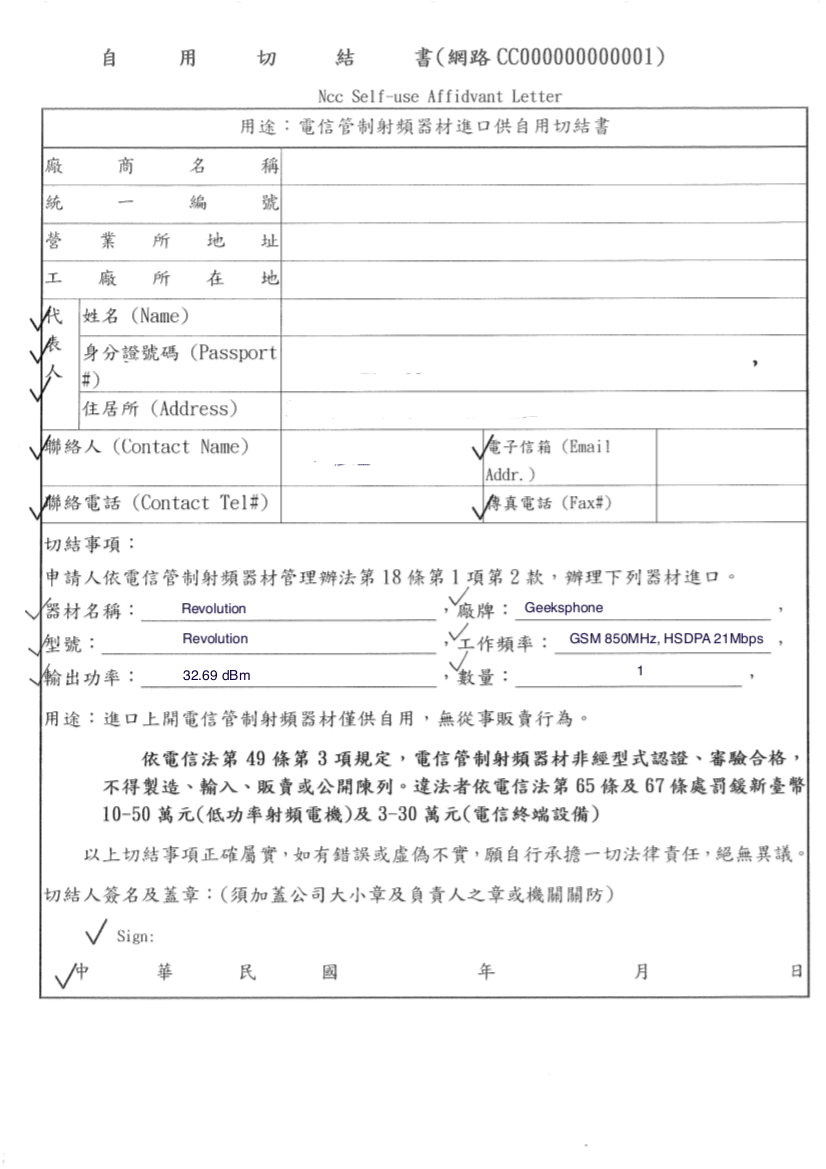 自 用 切 結 書(網路 CC000000000001)
Ncc Self-use Affidvant Letter
用途：電信管制射頻器材進口供自用切結書
廠 商 名 稱
統 一 編 號
營 業 所 地 址
工 廠 所 在 地
代表人
姓名 (Name)
身分證號碼 (Passport
#)
住居所 (Address)
聯絡人 (Contact Name)
電子信箱 (Email
Addr.)
聯絡電話 (Contact Tel#)
傳真電話 (Fax#)
切結事項：
申請人依電信管制射頻器材管理辦法第 18 條第 1 項第 2 款，辦理下列器材進口。
器材名稱： Revolution ，廠牌： Geeksphone ，
型號： Revolution ，工作頻率： GSM 850MHz, HSDPA 21Mbps ，
輸出功率： 32.69 dBm ，數量： 1 ，
用途：進口上開電信管制射頻器材僅供自用，無從事販賣行為。
依電信法第 49 條第 3 項規定，電信管制射頻器材非經型式認證、審驗合格，
不得製造、輸入、販賣或公開陳列。違法者依電信法第 65 條及 67 條處罰鍰新臺幣
10-50 萬元(低功率射頻電機)及 3-30 萬元(電信終端設備)
以上切結事項正確屬實，如有錯誤或虛偽不實，願自行承擔一切法律責任，絕無異議。
切結人簽名及蓋章：(須加蓋公司大小章及負責人之章或機關關防)
Sign:
中 華 民 國 年 月 日